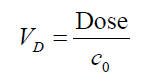 V_D = Dose / c_0